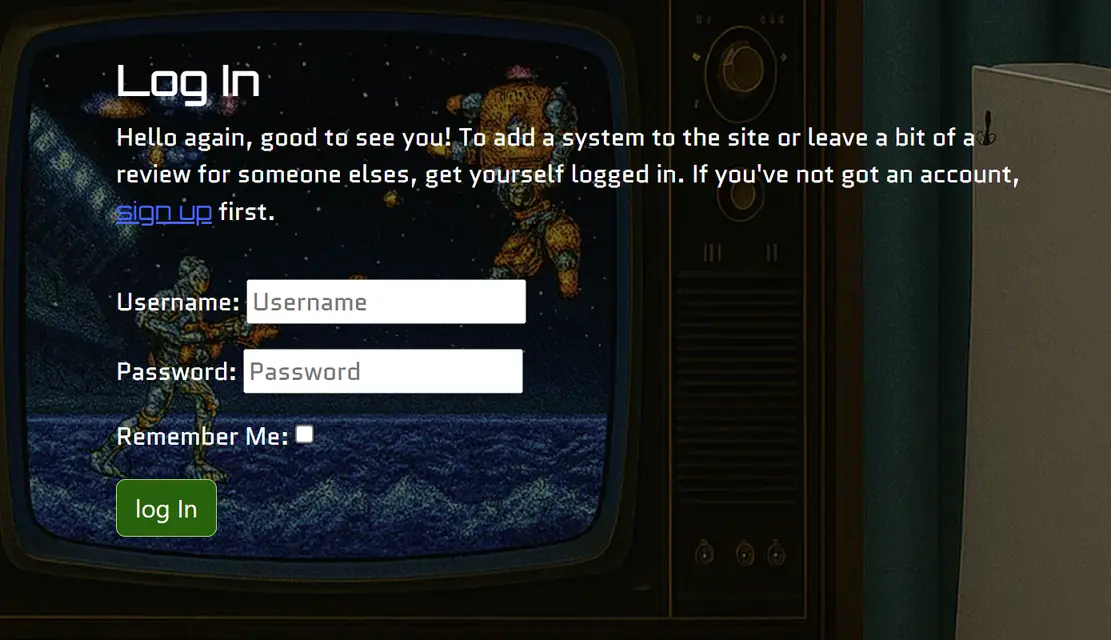 Log In
Hello again, good to see you! To add a system to the site or leave a bit of a
review for someone elses, get yourself logged in. If you've not got an account,
sign up first.
Username: Username
Password: Password
Remember Me:
log In